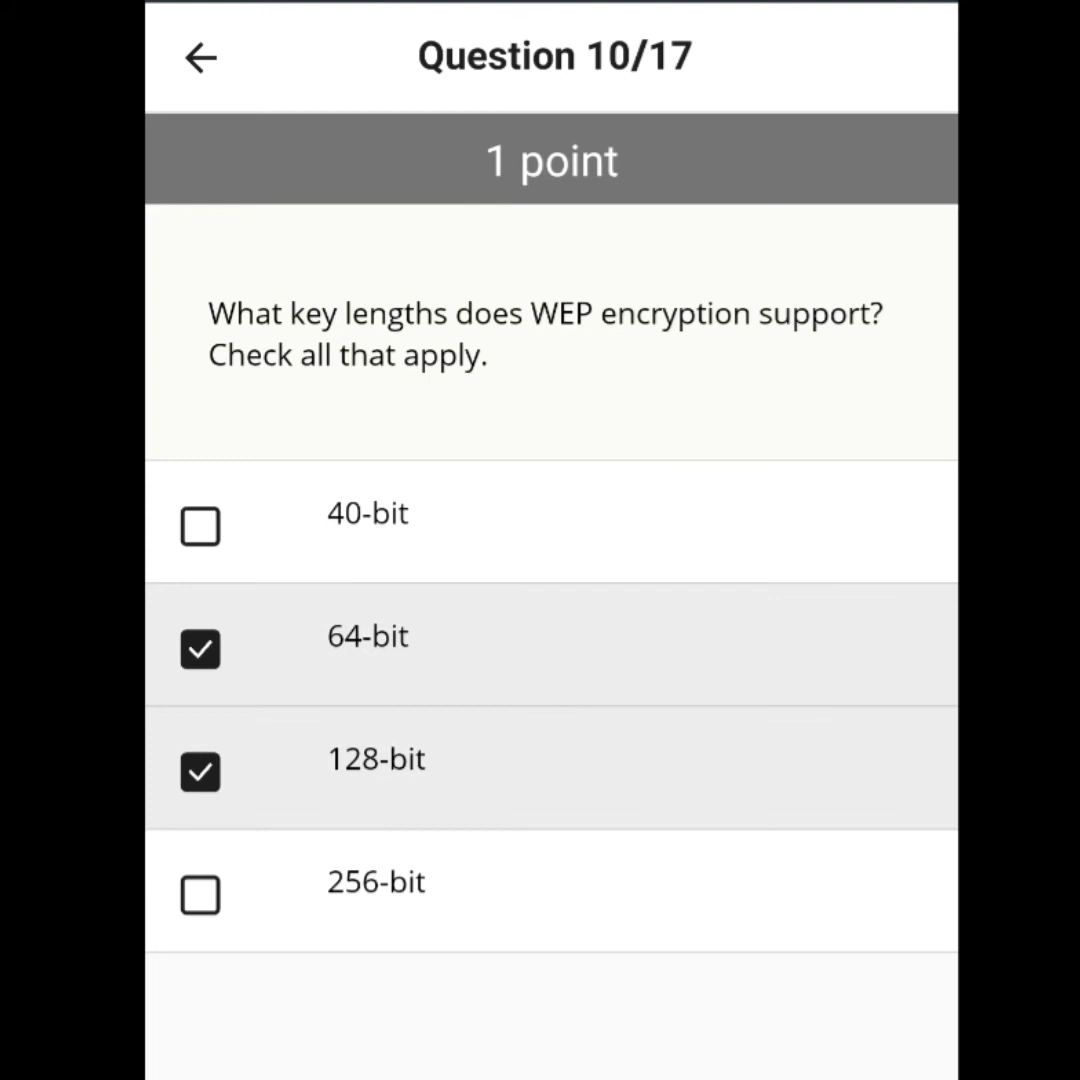 Question 10/17
1 point
What key lengths does WEP encryption support?
Check all that apply.
40-bit
64-bit
128-bit
256-bit